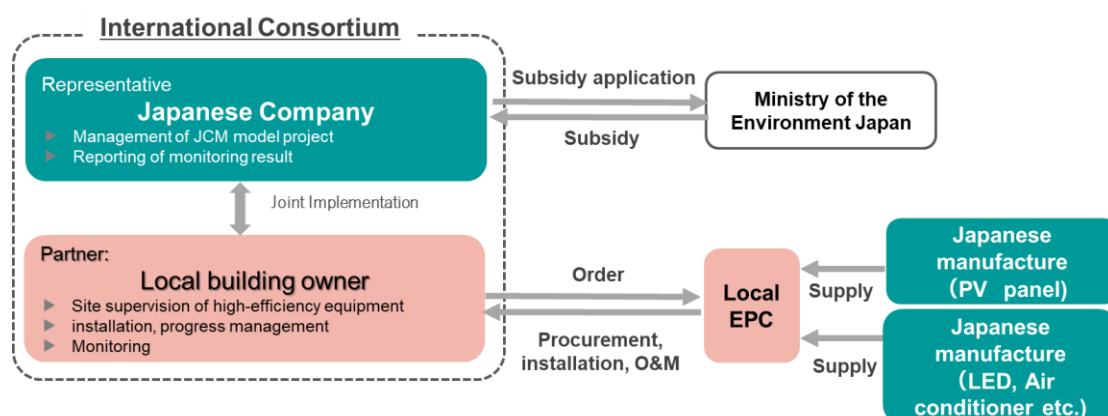 International Consortium
Representative
Japanese Company
Management of JCM model project
Reporting of monitoring result
Subsidy application
Subsidy
Ministry of the
Environment Japan
Joint Implementation
Partner:
Local building owner
Site supervision of high-efficiency equipment
installation, progress management
Monitoring
Order
Procurement,
installation, O&M
Local
EPC
Supply
Supply
Japanese
manufacture
(PV panel)
Japanese
manufacture
(LED, Air
conditioner etc.)